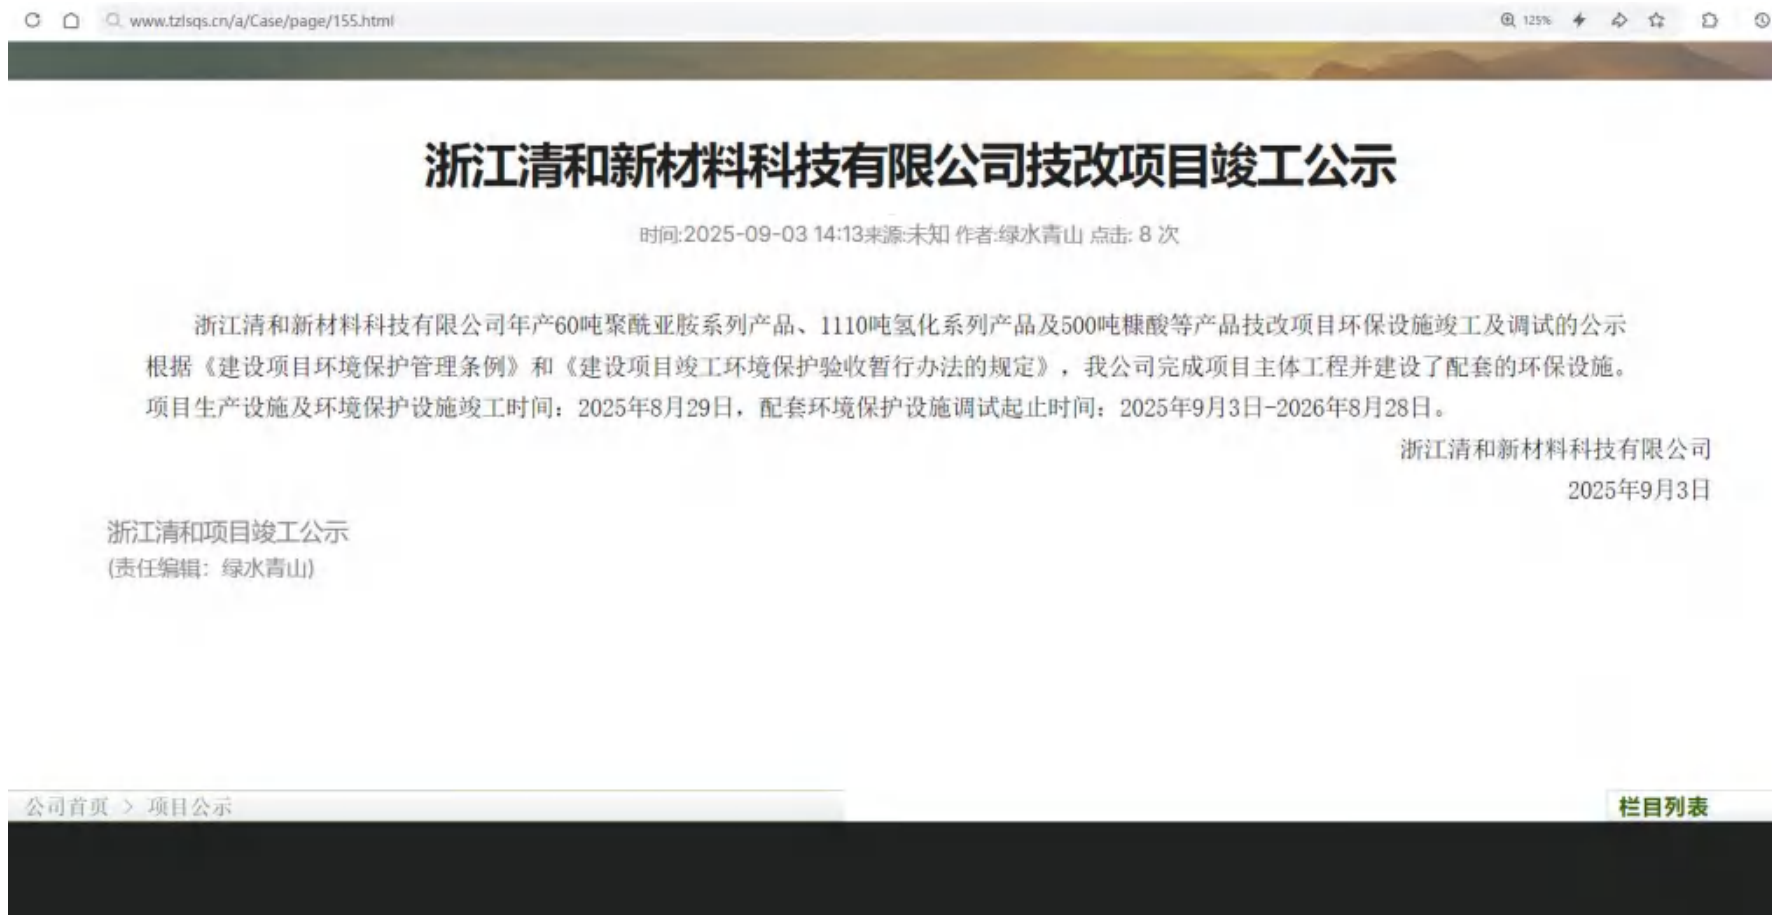 www.tzlsqs.cn/a/Case/page/155.html
125%
浙江清和新材料科技有限公司技改项目竣工公示
时间:2025-09-03 14:13来源:未知 作者:绿水青山 点击: 8 次
浙江清和新材料科技有限公司年产60吨聚酰亚胺系列产品、1110吨氢化系列产品及500吨糠酸等产品技改项目环保设施竣工及调试的公示
根据《建设项目环境保护管理条例》和《建设项目竣工环境保护验收暂行办法的规定》，我公司完成项目主体工程并建设了配套的环保设施。
项目生产设施及环境保护设施竣工时间：2025年8月29日，配套环境保护设施调试起止时间：2025年9月3日-2026年8月28日。
浙江清和新材料科技有限公司
2025年9月3日
浙江清和项目竣工公示
(责任编辑：绿水青山)
公司首页 > 项目公示
栏目列表